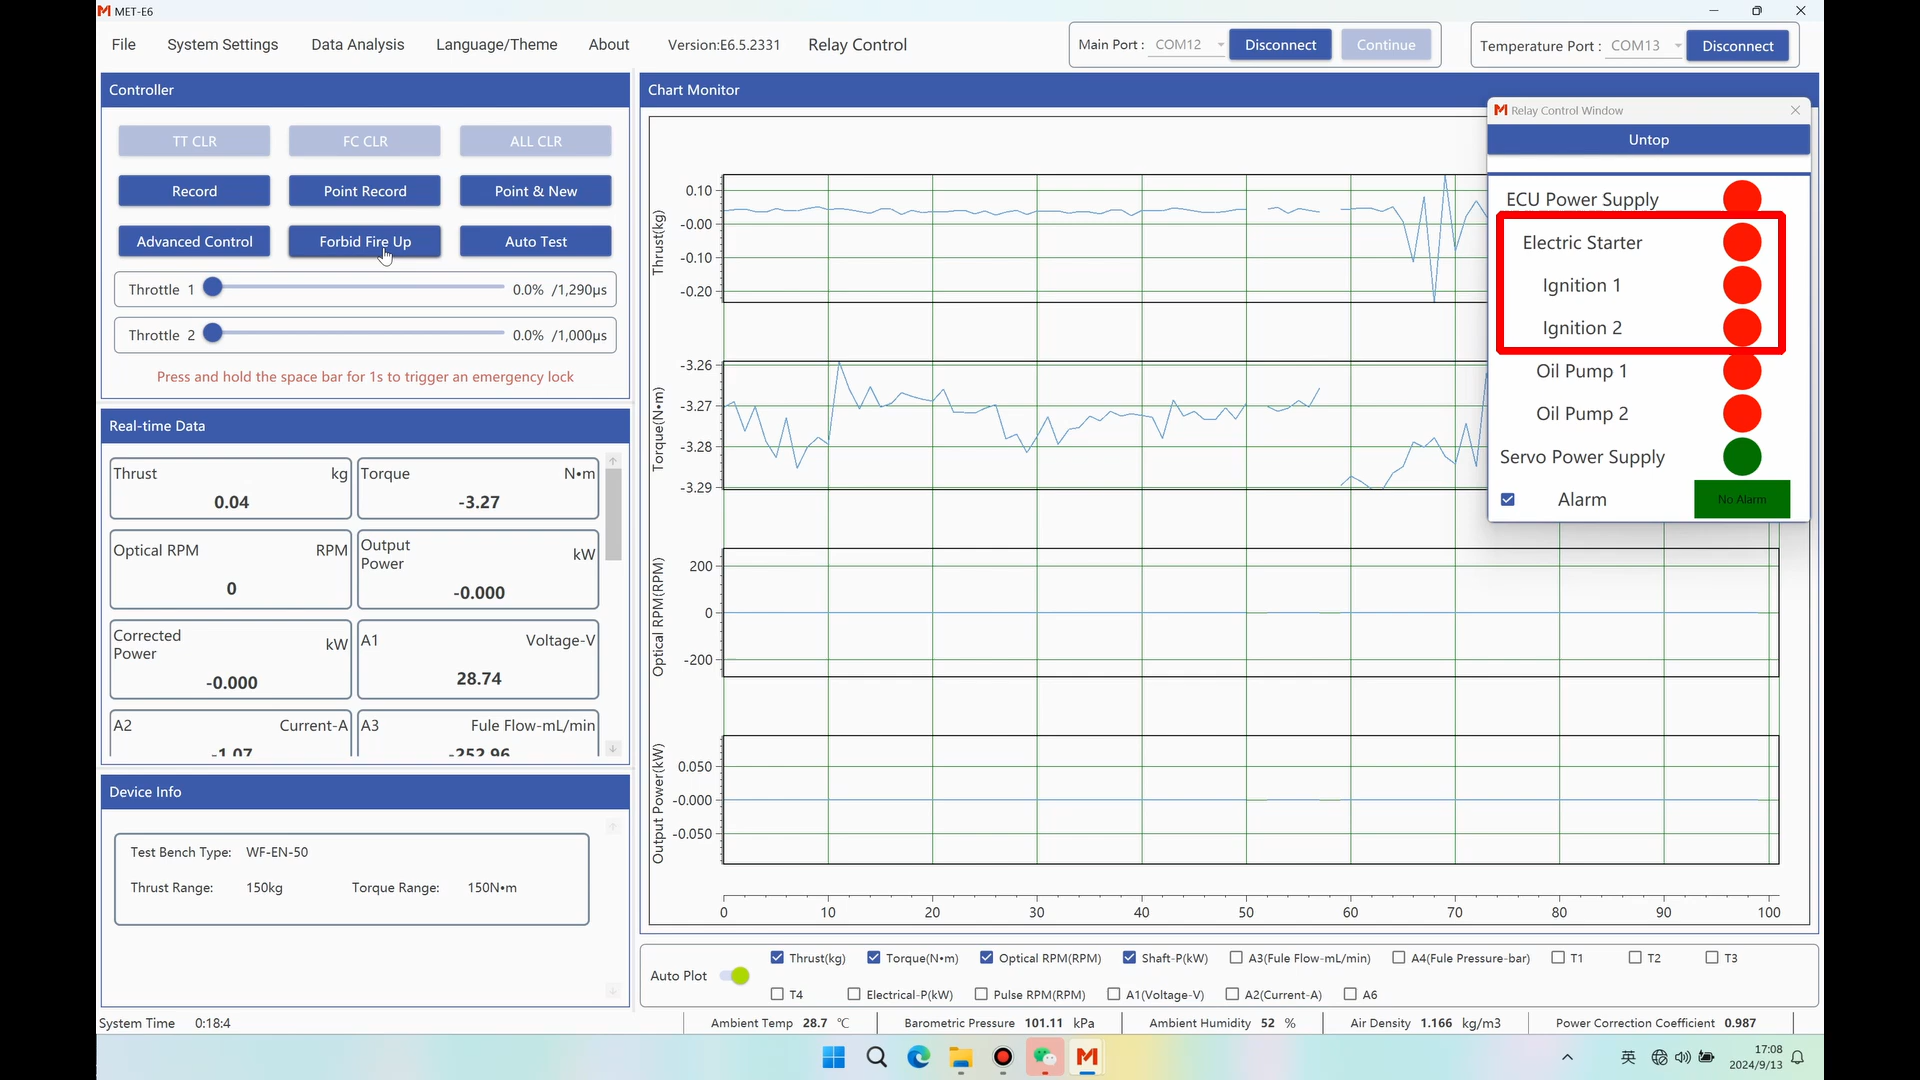 MET-E6
File System Settings Data Analysis Language/Theme About Version:E6.5.2331 Relay Control
Main Port : COM12 Disconnect Continue
Temperature Port : COM13 Disconnect
Controller
TT CLR FC CLR ALL CLR
Record Point Record Point & New
Advanced Control Forbid Fire Up Auto Test
Throttle 1 0.0% /1,290µs
Throttle 2 0.0% /1,000µs
Press and hold the space bar for 1s to trigger an emergency lock
Real-time Data
Thrust kg
0.04
Torque N•m
-3.27
Optical RPM RPM
0
Output Power kW
-0.000
Corrected Power kW
-0.000
A1 Voltage-V
28.74
A2 Current-A
-1.07
A3 Fule Flow-mL/min
-252.96
Device Info
Test Bench Type: WF-EN-50
Thrust Range: 150kg Torque Range: 150N•m
Chart Monitor
Thrust(kg)
0.10
-0.00
-0.10
-0.20
Torque(N•m)
-3.26
-3.27
-3.28
-3.29
Optical RPM(RPM)
200
0
-200
Output Power(kW)
0.050
-0.000
-0.050
0 10 20 30 40 50 60 70 80 90 100
Relay Control Window
Untop
ECU Power Supply
Electric Starter
Ignition 1
Ignition 2
Oil Pump 1
Oil Pump 2
Servo Power Supply
Alarm No Alarm
Auto Plot
Thrust(kg) Torque(N•m) Optical RPM(RPM) Shaft-P(kW) A3(Fule Flow-mL/min) A4(Fule Pressure-bar) T1 T2 T3
T4 Electrical-P(kW) Pulse RPM(RPM) A1(Voltage-V) A2(Current-A) A6
System Time 0:18:4 Ambient Temp 28.7 ℃ Barometric Pressure 101.11 kPa Ambient Humidity 52 % Air Density 1.166 kg/m3 Power Correction Coefficient 0.987
英
17:08
2024/9/13